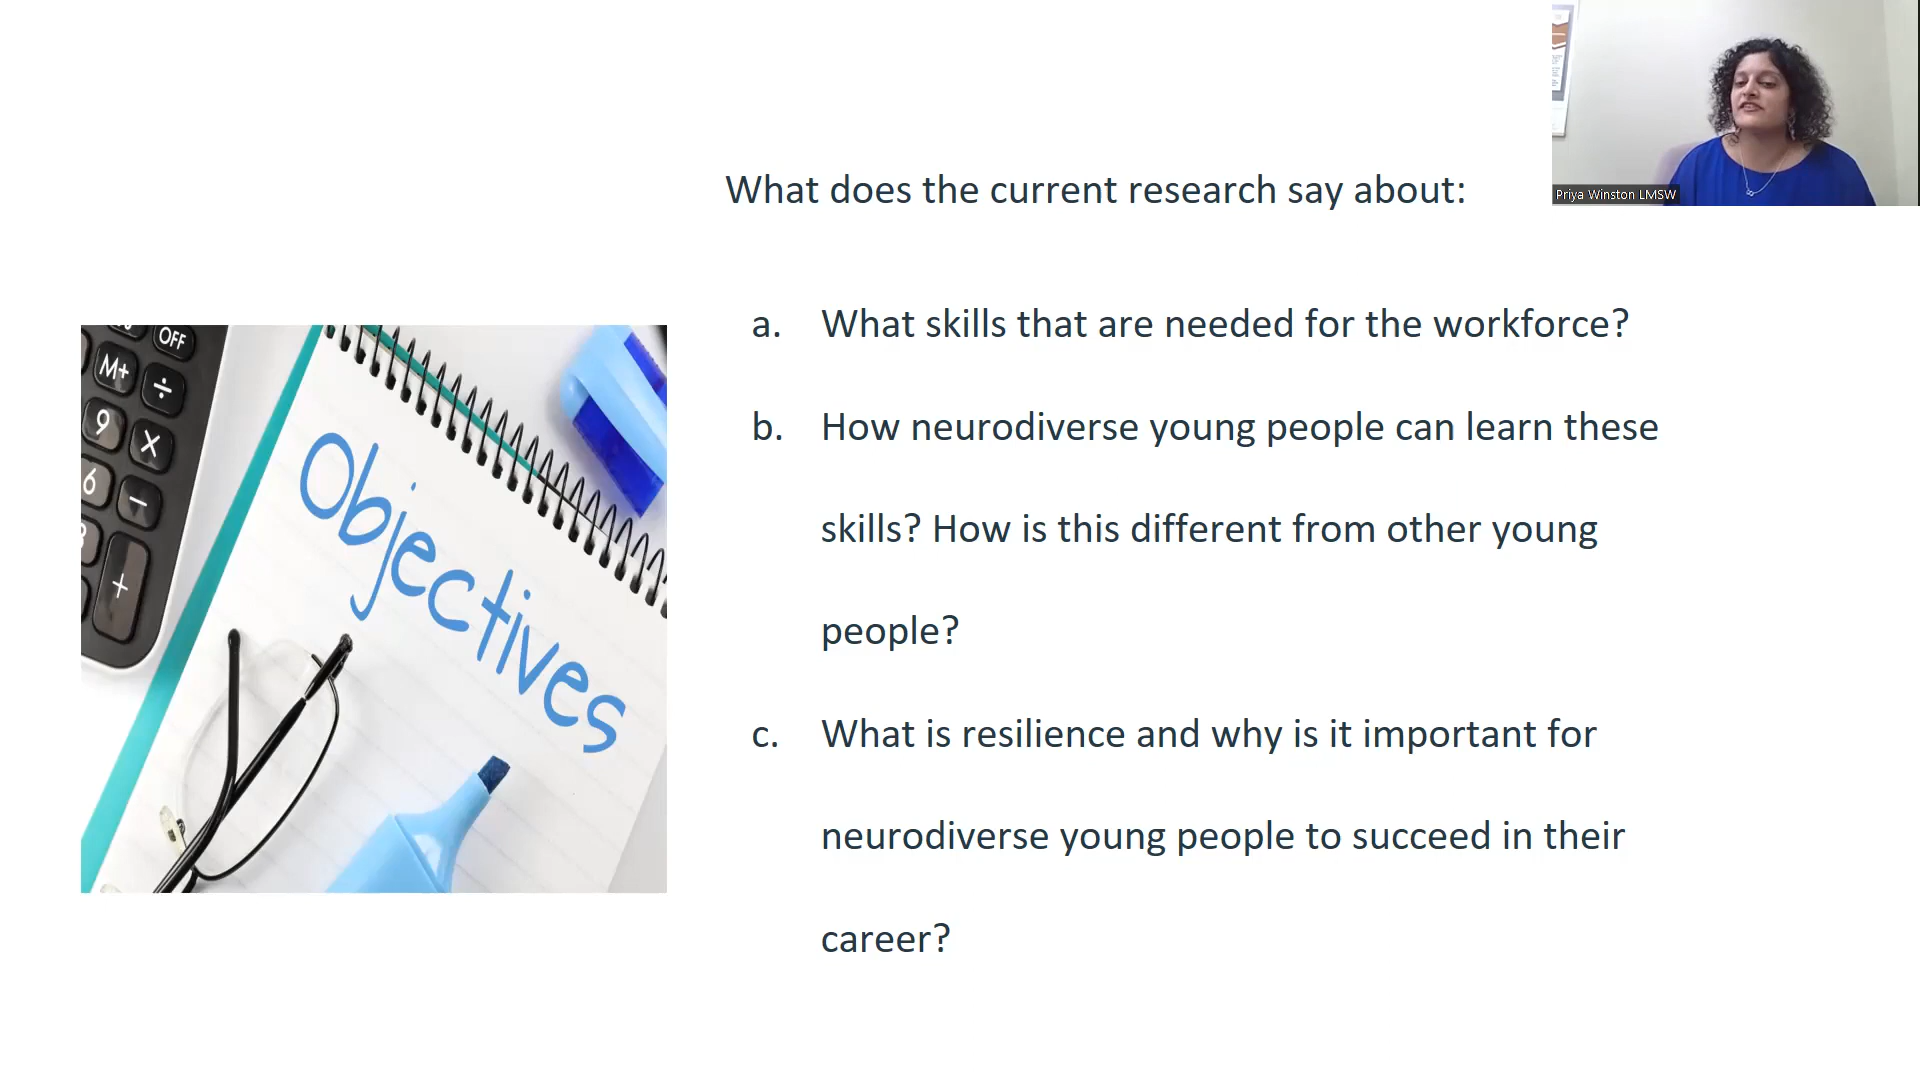 What does the current research say about:
Priya Winston LMSW
a. What skills that are needed for the workforce?
b. How neurodiverse young people can learn these
skills? How is this different from other young
people?
c. What is resilience and why is it important for
neurodiverse young people to succeed in their
career?
OFF
M+ ÷
9 X
6 −
+
Objectives